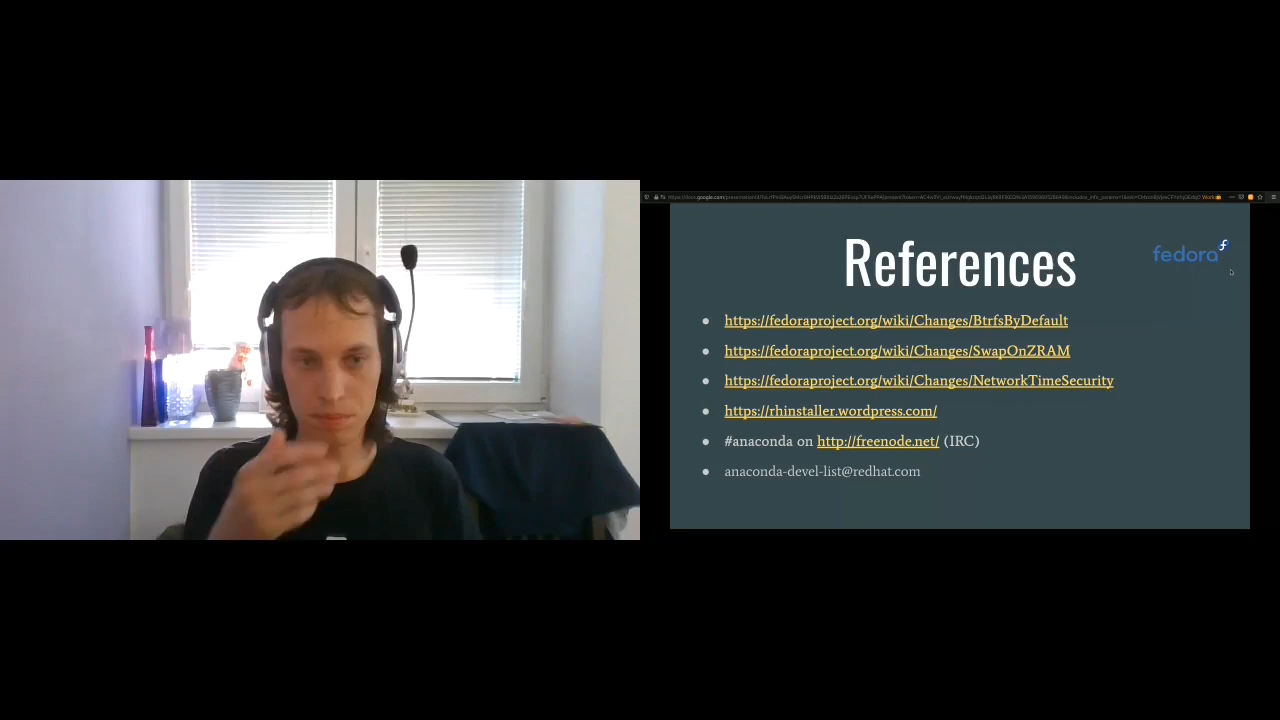 References
fedora
https://fedoraproject.org/wiki/Changes/BtrfsByDefault
https://fedoraproject.org/wiki/Changes/SwapOnZRAM
https://fedoraproject.org/wiki/Changes/NetworkTimeSecurity
https://rhinstaller.wordpress.com/
#anaconda on http://freenode.net/ (IRC)
anaconda-devel-list@redhat.com